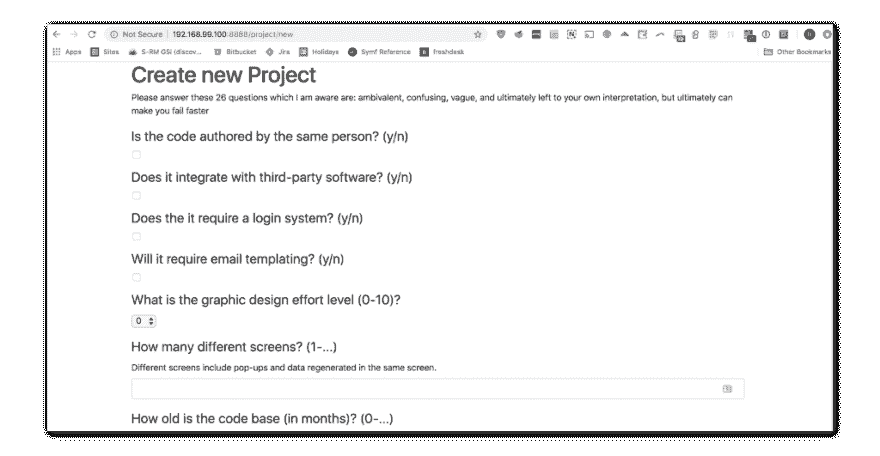 Not Secure 192.168.99.100:8888/project/new
Apps Sites S-RM GSI (discov... Bitbucket Jira Holidays Symf Reference freshdesk Other Bookmarks
Create new Project
Please answer these 26 questions which I am aware are: ambivalent, confusing, vague, and ultimately left to your own interpretation, but ultimately can
make you fail faster
Is the code authored by the same person? (y/n)
Does it integrate with third-party software? (y/n)
Does the it require a login system? (y/n)
Will it require email templating? (y/n)
What is the graphic design effort level (0-10)?
0
How many different screens? (1-...)
Different screens include pop-ups and data regenerated in the same screen.
How old is the code base (in months)? (0-...)